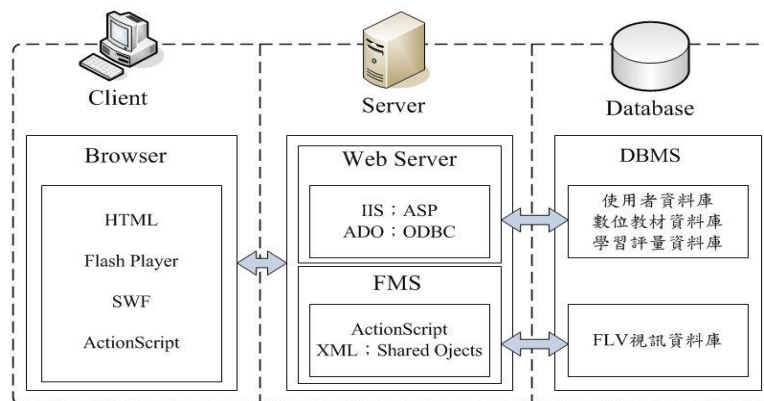 Client
Server
Database
Browser
HTML
Flash Player
SWF
ActionScript
Web Server
IIS；ASP
ADO；ODBC
FMS
ActionScript
XML；Shared Ojects
DBMS
使用者資料庫
數位教材資料庫
學習評量資料庫
FLV視訊資料庫